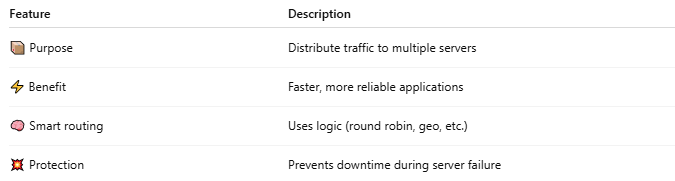 Feature Description
📦 Purpose Distribute traffic to multiple servers
⚡ Benefit Faster, more reliable applications
🧠 Smart routing Uses logic (round robin, geo, etc.)
💥 Protection Prevents downtime during server failure